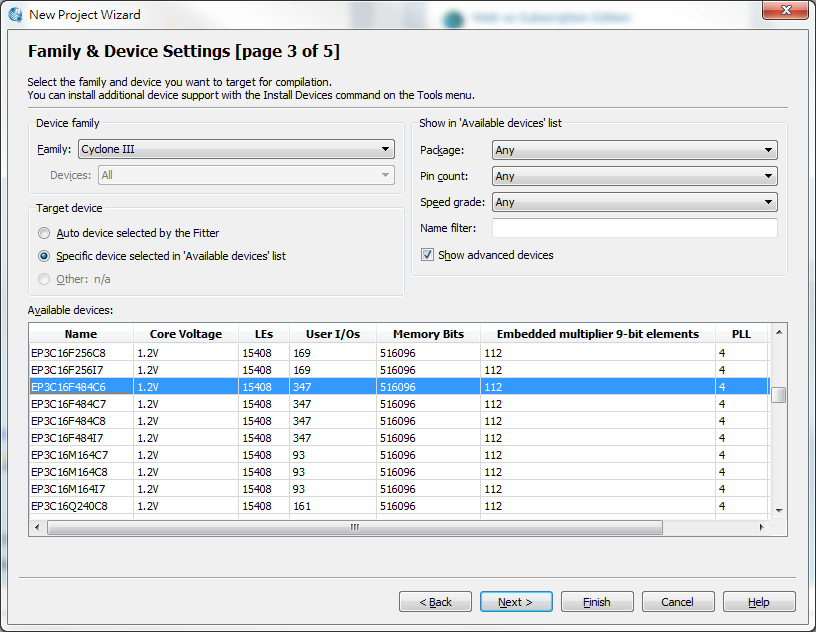 New Project Wizard
Family & Device Settings [page 3 of 5]
Select the family and device you want to target for compilation.
You can install additional device support with the Install Devices command on the Tools menu.
Device family
Family: Cyclone III
Devices: All
Target device
Auto device selected by the Fitter
Specific device selected in 'Available devices' list
Other: n/a
Show in 'Available devices' list
Package: Any
Pin count: Any
Speed grade: Any
Name filter:
Show advanced devices
Available devices:
Name Core Voltage LEs User I/Os Memory Bits Embedded multiplier 9-bit elements PLL
EP3C16F256C8 1.2V 15408 169 516096 112 4
EP3C16F256I7 1.2V 15408 169 516096 112 4
EP3C16F484C6 1.2V 15408 347 516096 112 4
EP3C16F484C7 1.2V 15408 347 516096 112 4
EP3C16F484C8 1.2V 15408 347 516096 112 4
EP3C16F484I7 1.2V 15408 347 516096 112 4
EP3C16M164C7 1.2V 15408 93 516096 112 4
EP3C16M164C8 1.2V 15408 93 516096 112 4
EP3C16M164I7 1.2V 15408 93 516096 112 4
EP3C16Q240C8 1.2V 15408 161 516096 112 4
< Back Next > Finish Cancel Help